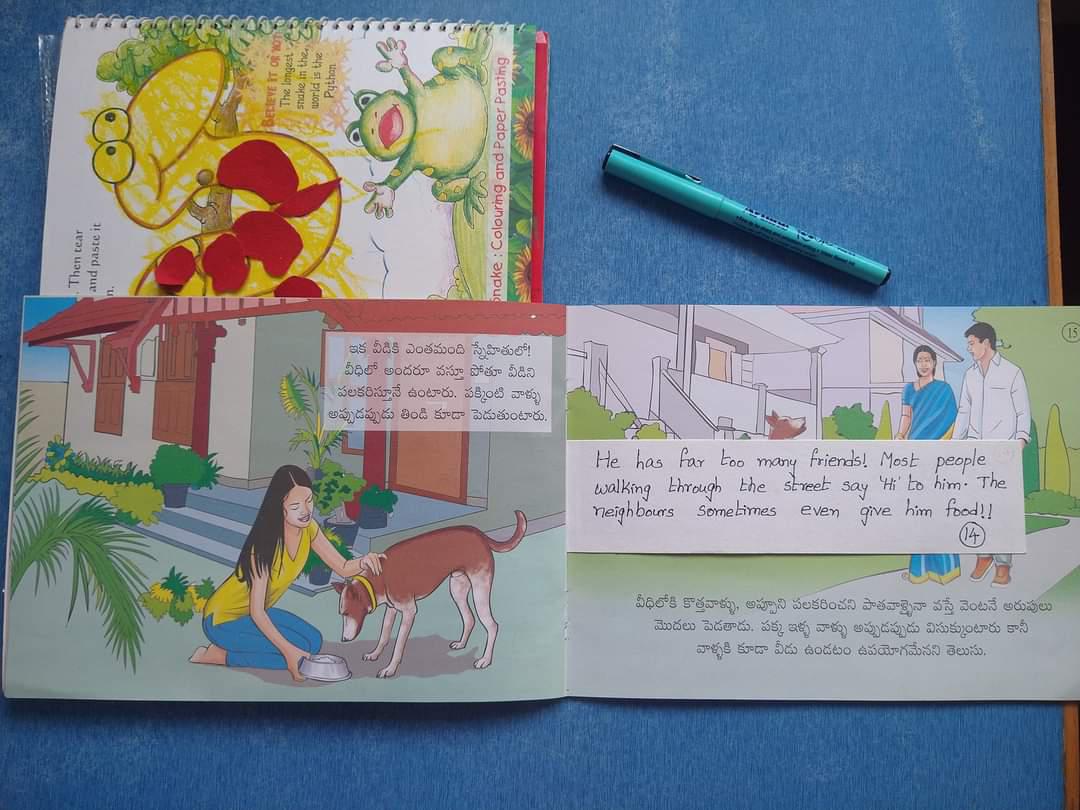 BELIEVE IT OR NOT!
The longest
snake in the,
world is the
Python
Snake : Colouring and Paper Pasting
Then tear
and paste it
ఇక వీడికి ఎంతమంది స్నేహితులో!
వీధిలో అందరూ వస్తూ పోతూ వీడిని
పలకరిస్తూనే ఉంటారు. పక్కింటి వాళ్ళు
అప్పుడప్పుడు తిండి కూడా పెడుతుంటారు.
15
He has far too many friends! Most people
walking through the street say 'Hi' to him. The
neighbours sometimes even give him food!!
14
వీధిలోకి కొత్తవాళ్ళు, అప్పూని పలకరించని పాతవాళ్ళైనా వస్తే వెంటనే అరుపులు
మొదలు పెడతాడు. పక్క ఇళ్ళ వాళ్ళు అప్పుడప్పుడు విసుక్కుంటారు కానీ
వాళ్ళకి కూడా వీడు ఉండటం ఉపయోగమేనని తెలుసు.